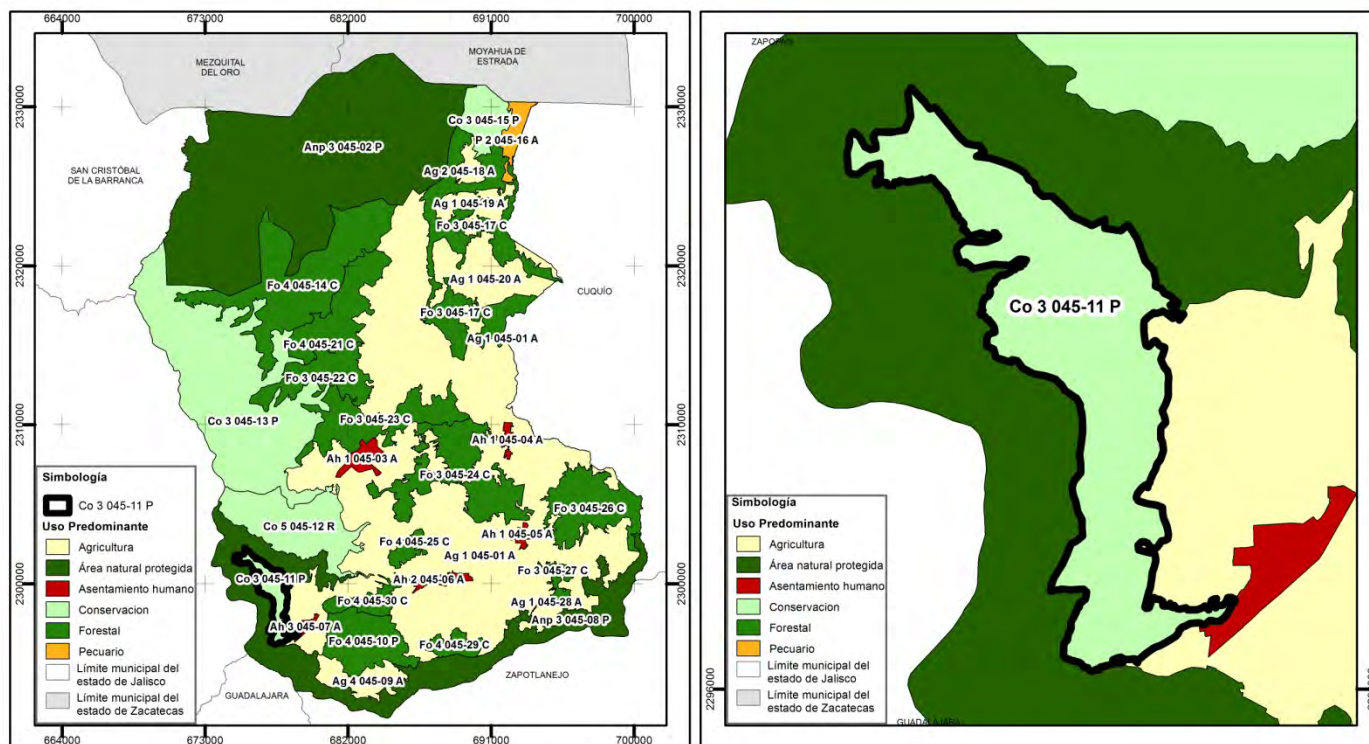 664000 673000 682000 691000 700000
MEZQUITAL
DEL ORO
MOYAHUA DE
ESTRADA
2330000
2330000
Co 3 045-15 P
P 2 045-16 A
Anp 3 045-02 P
SAN CRISTÓBAL
DE LA BARRANCA
Ag 2 045-18 A
Ag 1 045-19 A
Fo 3 045-17 C
2320000
2320000
Ag 1 045-20 A
Fo 4 045-14 C
CUQUÍO
Fo 3 045-17 C
Ag 1 045-01 A
Fo 4 045-21 C
Fo 3 045-22 C
Co 3 045-13 P
Fo 3 045-23 C
2310000
2310000
Ah 1 045-04 A
Ah 1 045-03 A
Fo 3 045-24 C
Fo 3 045-26 C
Co 5 045-12 R
Ah 1 045-05 A
Fo 4 045-25 C
Ag 1 045-01 A
Fo 3 045-27 C
Co 3 045-11 P
Ah 2 045-06 A
2300000
2300000
Fo 4 045-30 C
Ag 1 045-28 A
Anp 3 045-08 P
Ah 3 045-07 A
Fo 4 045-10 P
Fo 4 045-29 C
ZAPOTLANEJO
Ag 4 045-09 A
GUADALAJARA
Simbología
Co 3 045-11 P
Uso Predominante
Agricultura
Área natural protegida
Asentamiento humano
Conservacion
Forestal
Pecuario
Límite municipal del
estado de Jalisco
Límite municipal del
estado de Zacatecas
664000 673000 682000 691000 700000
ZAPOPAN
Co 3 045-11 P
Simbología
Uso Predominante
Agricultura
Área natural protegida
Asentamiento humano
Conservacion
Forestal
Pecuario
Límite municipal del
estado de Jalisco
Límite municipal del
estado de Zacatecas
2296000
GUADALAJARA